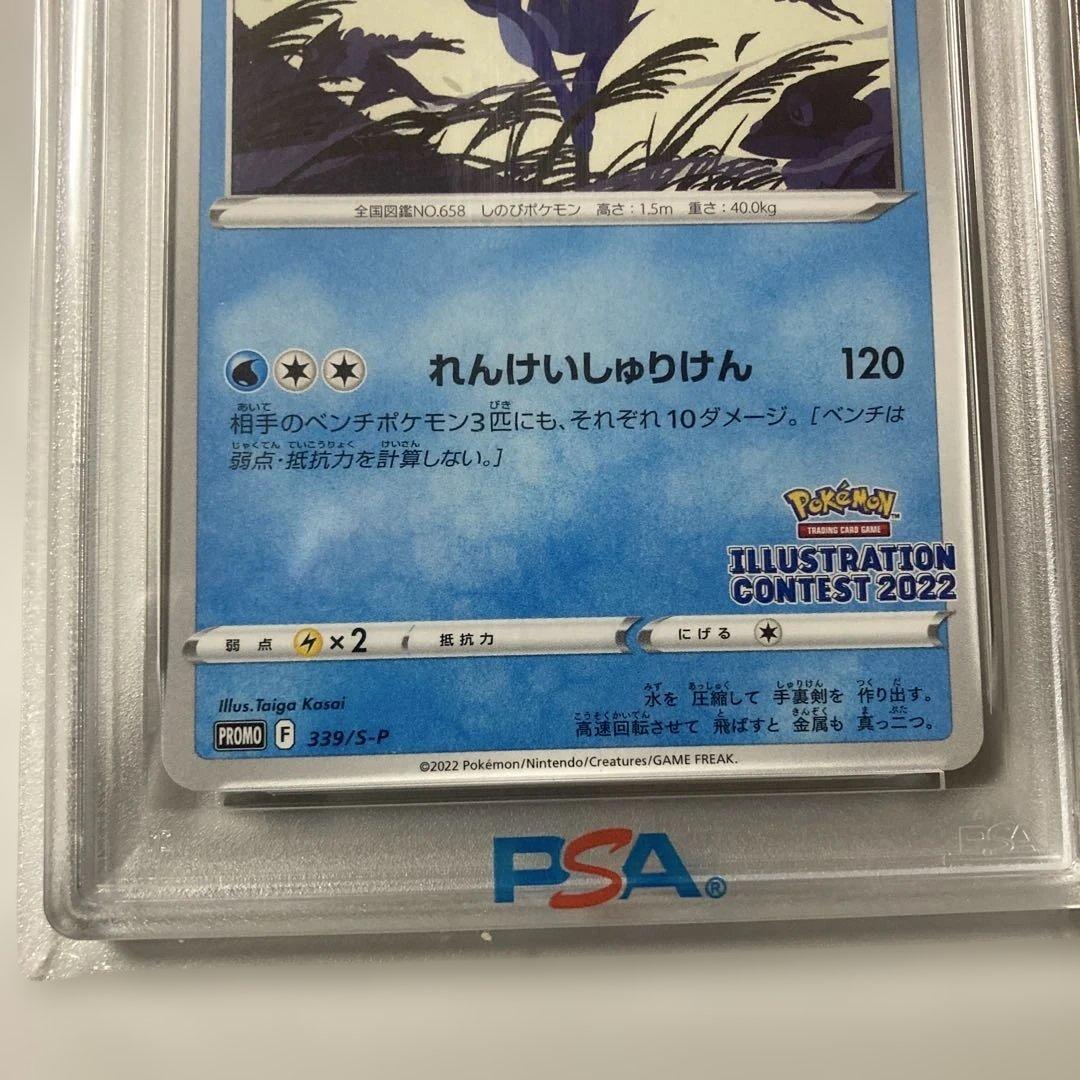 全国図鑑NO.658 しのびポケモン 高さ:1.5m 重さ:40.0kg
れんけいしゅりけん 120
あいて びき
相手のベンチポケモン3匹にも、それぞれ10ダメージ。[ベンチは
じゃくてん ていこうりょく けいさん
弱点・抵抗力を計算しない。]
POKéMON™
TRADING CARD GAME
ILLUSTRATION
CONTEST 2022
弱点 ×2 抵抗力 にげる
Illus.Taiga Kasai
みず あっしゅく しゅりけん つく だ
水を 圧縮して 手裏剣を 作り出す。
こうそくかいてん と きんぞく ま ぷた
高速回転させて 飛ばすと 金属も 真っ二つ。
PROMO F 339/S-P
©2022 Pokémon/Nintendo/Creatures/GAME FREAK.
PSA
PSA®